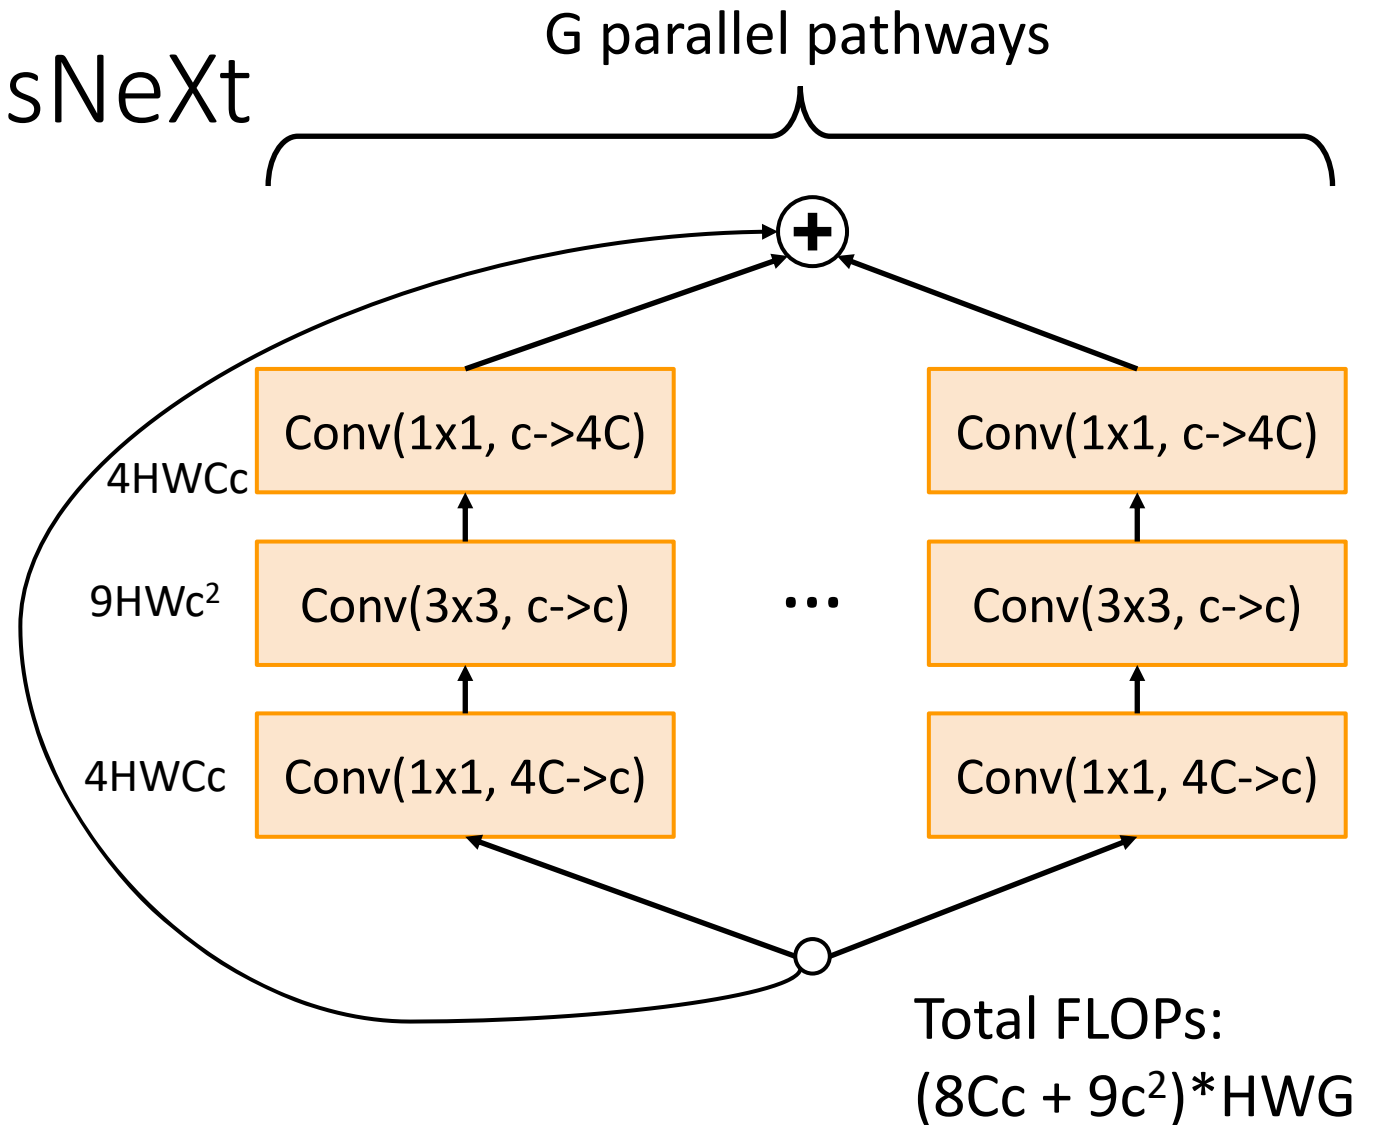 G parallel pathways
sNeXt
Conv(1x1, c->4C)
Conv(1x1, c->4C)
4HWCc
Conv(3x3, c->c)
Conv(3x3, c->c)
9HWc²
...
4HWCc
Conv(1x1, 4C->c)
Conv(1x1, 4C->c)
Total FLOPs:
(8Cc + 9c²)*HWG